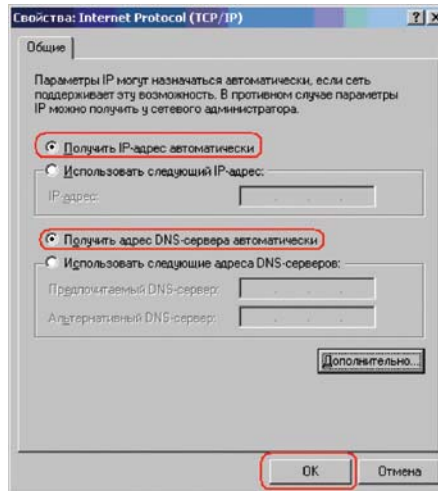 Свойства: Internet Protocol (TCP/IP)
Общие
Параметры IP могут назначаться автоматически, если сеть
поддерживает эту возможность. В противном случае параметры
IP можно получить у сетевого администратора.
Получить IP-адрес автоматически
Использовать следующий IP-адрес:
IP-адрес:
Получить адрес DNS-сервера автоматически
Использовать следующие адреса DNS-серверов:
Предпочитаемый DNS-сервер:
Альтернативный DNS-сервер:
Дополнительно...
OK
Отмена